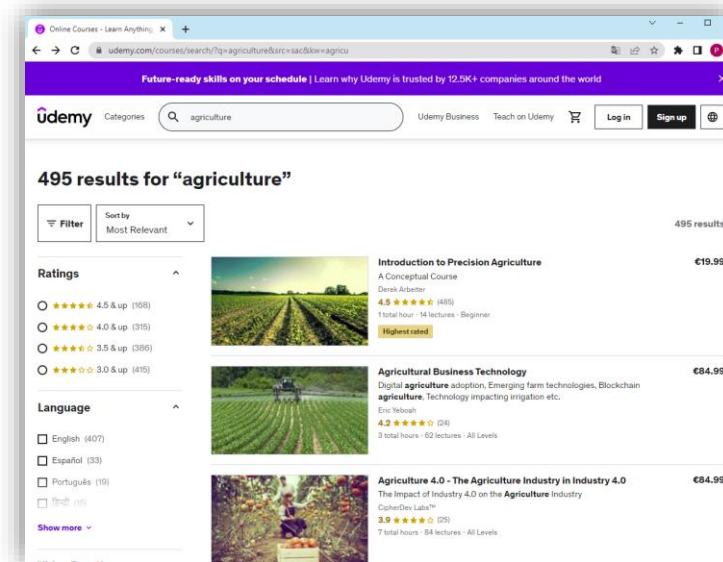 Online Courses - Learn Anything,
udemy.com/courses/search/?q=agriculture&src=sac&kw=agricu
Future-ready skills on your schedule | Learn why Udemy is trusted by 12.5K+ companies around the world
ûdemy Categories agriculture Udemy Business Teach on Udemy Log in Sign up
495 results for “agriculture”
Filter
Sort by
Most Relevant
495 results
Ratings
4.5 & up (168)
4.0 & up (315)
3.5 & up (386)
3.0 & up (415)
Language
English (407)
Español (33)
Português (19)
हिन्दी (15)
Show more
Introduction to Precision Agriculture €19.99
A Conceptual Course
Derek Arbetter
4.5 (485)
1 total hour · 14 lectures · Beginner
Highest rated
Agricultural Business Technology €84.99
Digital agriculture adoption, Emerging farm technologies, Blockchain
agriculture, Technology impacting irrigation etc.
Eric Yeboah
4.2 (24)
3 total hours · 62 lectures · All Levels
Agriculture 4.0 - The Agriculture Industry in Industry 4.0 €84.99
The Impact of Industry 4.0 on the Agriculture Industry
CipherDev Labs™
3.9 (25)
7 total hours · 84 lectures · All Levels